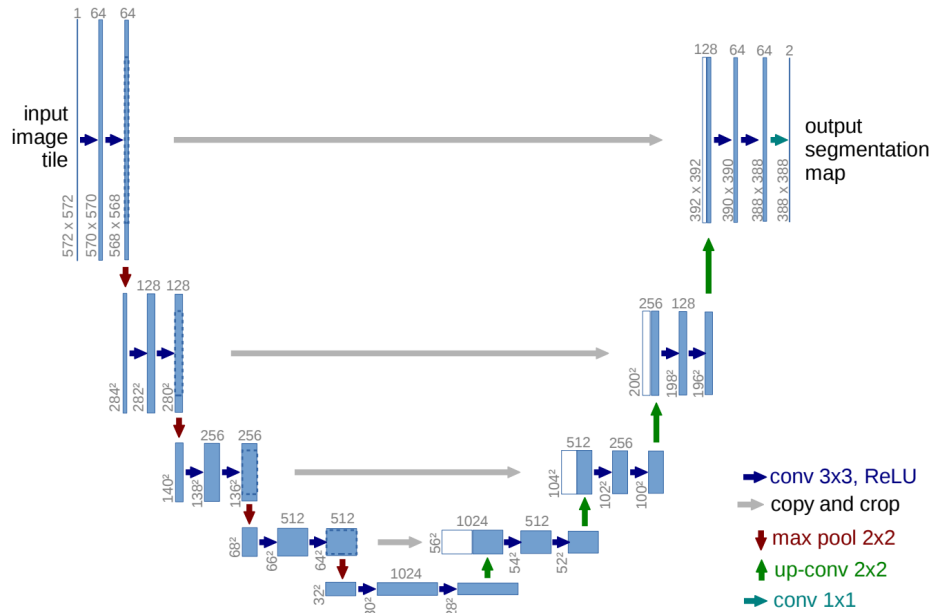 1 64 64
input
image
tile
572 x 572
570 x 570
568 x 568
128 64 64 2
392 x 392
390 x 390
388 x 388
388 x 388
output
segmentation
map
128 128
284²
282²
280²
256 128
200²
198²
196²
256 256
140²
138²
136²
512 256
104²
102²
100²
512 512
68²
66²
64²
1024 512
56²
54²
52²
1024
32²
conv 3x3, ReLU
copy and crop
max pool 2x2
up-conv 2x2
conv 1x1